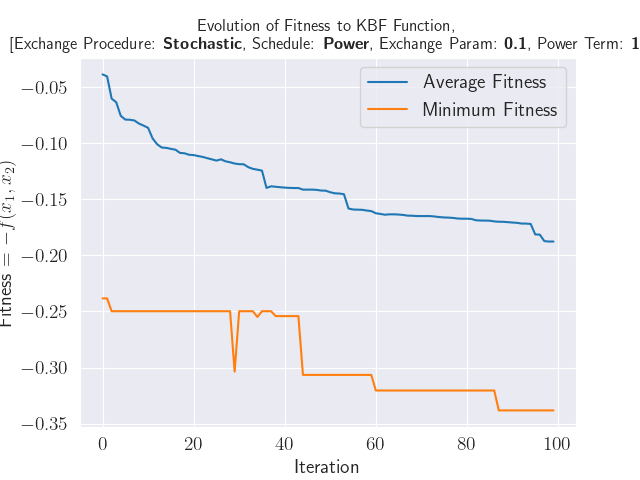 Evolution of Fitness to KBF Function,
[Exchange Procedure: Stochastic, Schedule: Power, Exchange Param: 0.1, Power Term: 1
Average Fitness
Minimum Fitness
−0.05
−0.10
−0.15
−0.20
−0.25
−0.30
−0.35
Fitness = −f(x₁, x₂)
0
20
40
60
80
100
Iteration